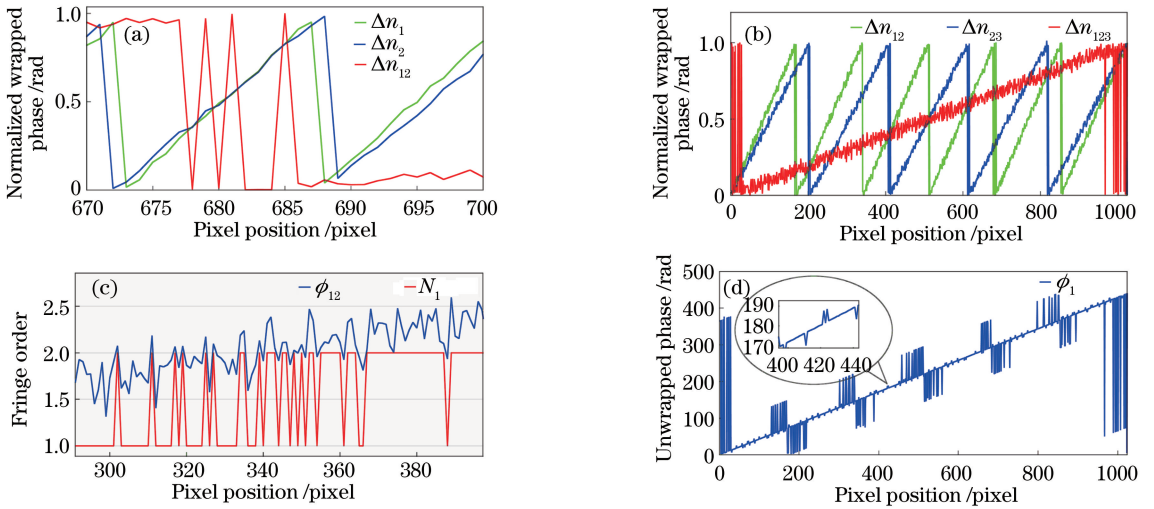 (a)
Δn₁
Δn₂
Δn₁₂
Normalized wrapped
phase /rad
1.0
0.5
0
670 675 680 685 690 695 700
Pixel position /pixel
(b)
Δn₁₂ Δn₂₃ Δn₁₂₃
Normalized wrapped
phase /rad
1.0
0.5
0
0 200 400 600 800 1000
Pixel position /pixel
(c)
ϕ₁₂ N₁
Fringe order
2.5
2.0
1.5
1.0
300 320 340 360 380
Pixel position /pixel
(d)
ϕ₁
Unwrapped phase /rad
500
400
300
200
100
0
190
180
170
400 420 440
0 200 400 600 800 1000
Pixel position /pixel